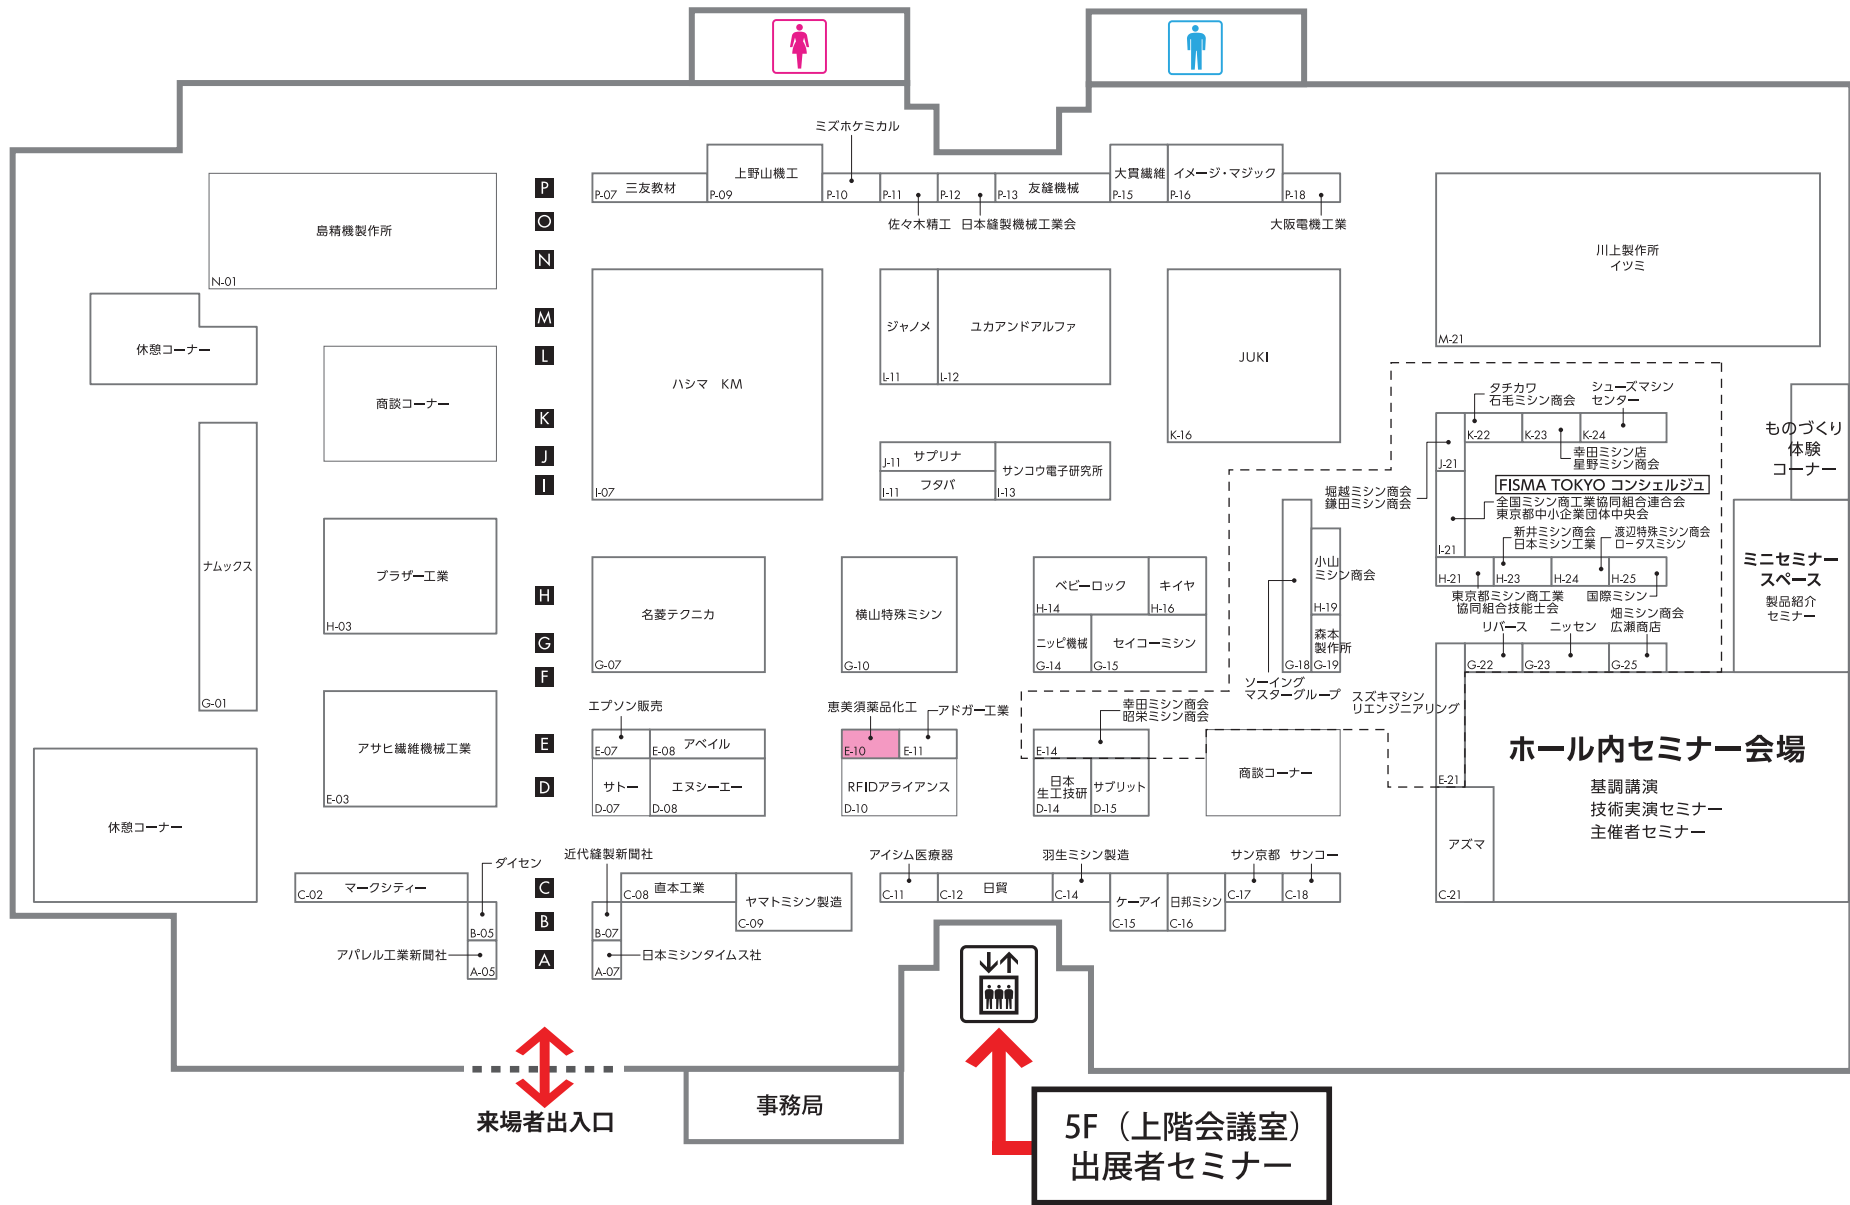 ミズホケミカル
P
三友教材
P-07
上野山機工
P-09
P-10
P-11
P-12
友縫機械
P-13
大貫繊維
P-15
イメージ・マジック
P-16
P-18
佐々木精工
日本縫製機械工業会
大阪電機工業
O
島精機製作所
N-01
N
川上製作所
イツミ
M-21
M
L
休憩コーナー
商談コーナー
ハシマ KM
I-07
ジャノメ
L-11
ユカアンドアルファ
L-12
JUKI
K-16
K
J
I
サプリナ
J-11
フタバ
I-11
サンコウ電子研究所
I-13
タチカワ
石毛ミシン商会
シューズマシン
センター
K-22
K-23
K-24
幸田ミシン店
星野ミシン商会
J-21
堀越ミシン商会
鎌田ミシン商会
FISMA TOKYO コンシェルジュ
全国ミシン商工業協同組合連合会
東京都中小企業団体中央会
I-21
新井ミシン商会
日本ミシン工業
渡辺特殊ミシン商会
ロータスミシン
H-21
H-23
H-24
H-25
東京都ミシン商工業
協同組合技能士会
国際ミシン
畑ミシン商会
広瀬商店
リバース
ニッセン
G-22
G-23
G-25
ものづくり
体験
コーナー
ミニセミナー
スペース
製品紹介
セミナー
ナムックス
G-01
ブラザー工業
H-03
H
G
F
名菱テクニカ
G-07
横山特殊ミシン
G-10
ベビーロック
H-14
キイヤ
H-16
ニッピ機械
G-14
セイコーミシン
G-15
小山
ミシン商会
H-19
森本
製作所
G-18
G-19
ソーイング
マスターグループ
スズキマシン
リエンジニアリング
E-21
アサヒ繊維機械工業
E-03
エプソン販売
E
E-07
アベイル
E-08
恵美須薬品化工
アドガー工業
E-10
E-11
幸田ミシン商会
昭栄ミシン商会
E-14
D
サトー
D-07
エヌシーエー
D-08
RFIDアライアンス
D-10
日本
生工技研
D-14
サブリット
D-15
商談コーナー
ホール内セミナー会場
基調講演
技術実演セミナー
主催者セミナー
アズマ
C-21
休憩コーナー
ダイセン
近代縫製新聞社
アイシム医療器
羽生ミシン製造
サン京都
サンコー
マークシティー
C-02
C
直本工業
C-08
ヤマトミシン製造
C-09
C-11
日貿
C-12
C-14
ケーアイ
C-15
日邦ミシン
C-16
C-17
C-18
B
B-05
B-07
アパレル工業新聞社
A-05
A
A-07
日本ミシンタイムス社
来場者出入口
事務局
5F（上階会議室）
出展者セミナー